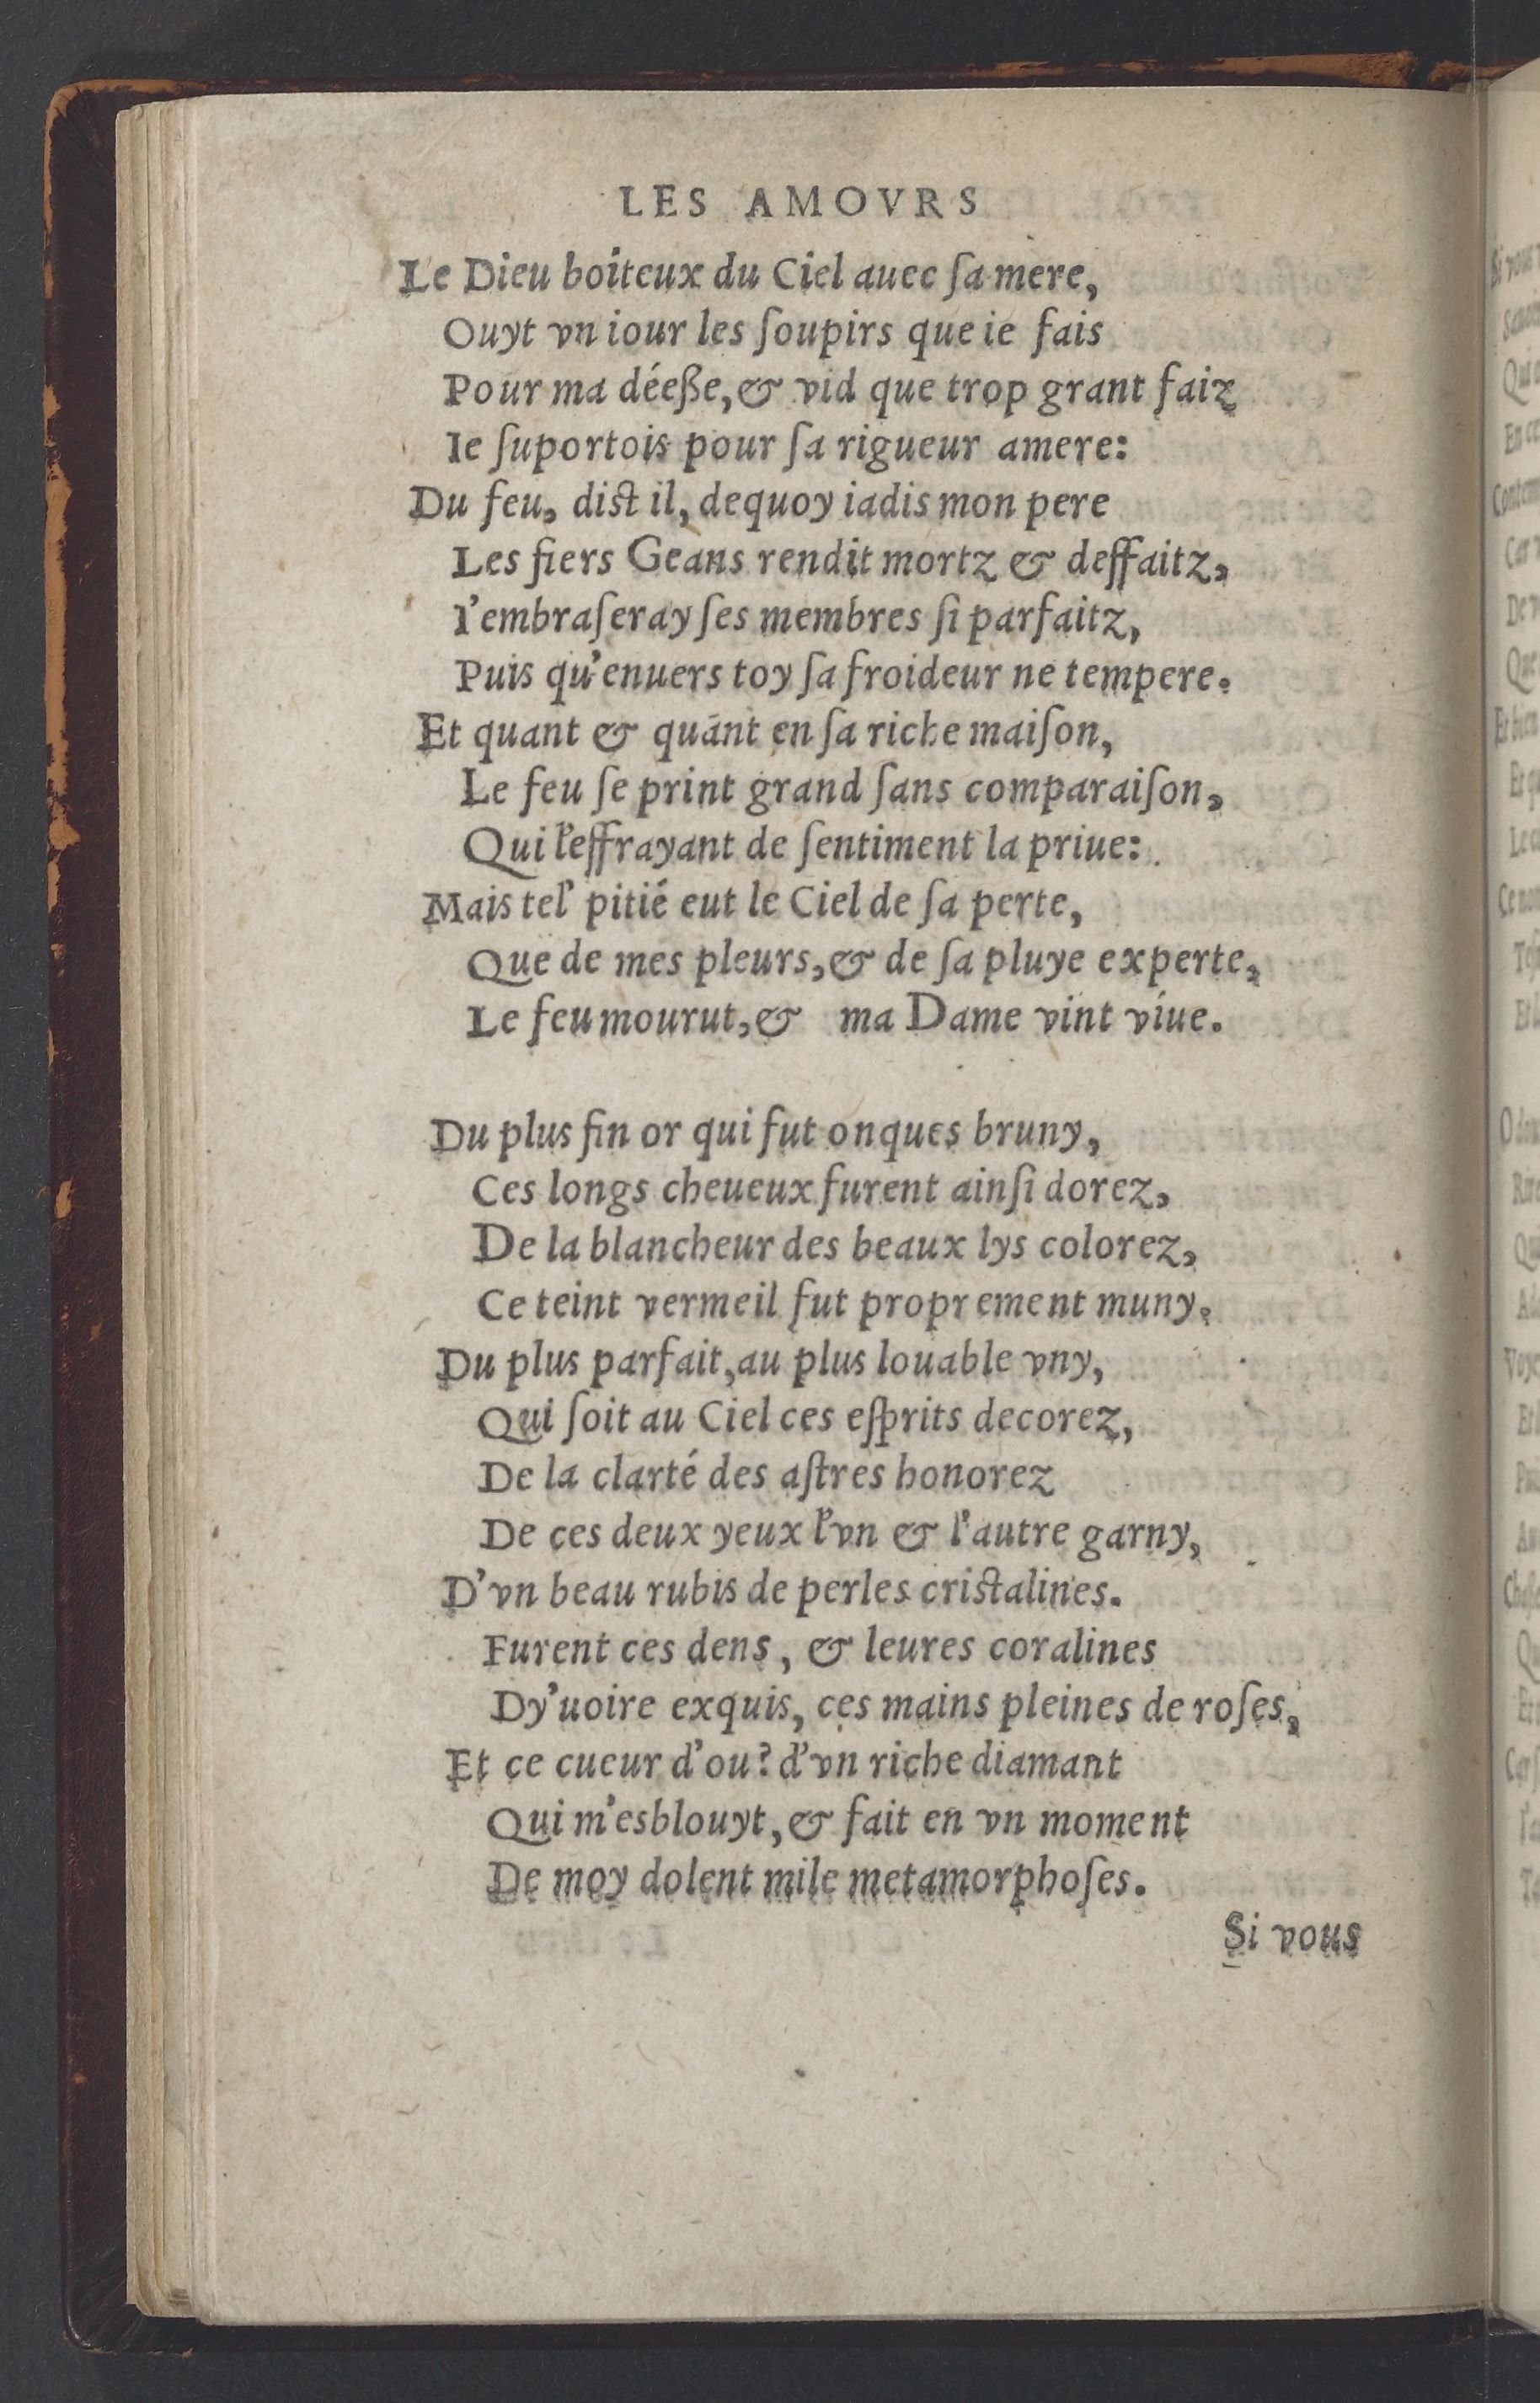 LES AMOVRS
Le Dieu boiteux du Ciel auec ſa mere,
Ouyt vn iour les ſoupirs que ie fais
Pour ma déeße, & vid que trop grant faiz
Ie ſuportois pour ſa rigueur amere:
Du feu, dist il, dequoy iadis mon pere
Les fiers Geans rendit mortz & deffaitz,
I'embraſeray ſes membres ſi parfaitz,
Puis qu'enuers toy ſa froideur ne tempere.
Et quant & quãnt en ſa riche maiſon,
Le feu ſe print grand ſans comparaiſon,
Qui l'effrayant de ſentiment la priue:
Mais tel' pitié eut le Ciel de ſa perte,
Que de mes pleurs, & de ſa pluye experte,
Le feu mourut, & ma Dame vint viue.
Du plus fin or qui fut onques bruny,
Ces longs cheueux furent ainſi dorez,
De la blancheur des beaux lys colorez,
Ce teint vermeil fut proprement muny.
Du plus parfait, au plus louable vny,
Qui ſoit au Ciel ces eſprits decorez,
De la clarté des aſtres honorez
De ces deux yeux l'vn & l'autre garny,
D'vn beau rubis de perles cristalines.
Furent ces dens, & leures coralines
Dy'uoire exquis, ces mains pleines de roſes,
Et ce cueur d'ou? d'vn riche diamant
Qui m'esblouyt, & fait en vn moment
De moy dolent mile metamorphoſes.
Si vous